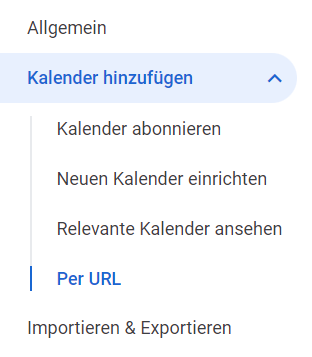 Allgemein
Kalender hinzufügen
Kalender abonnieren
Neuen Kalender einrichten
Relevante Kalender ansehen
Per URL
Importieren & Exportieren